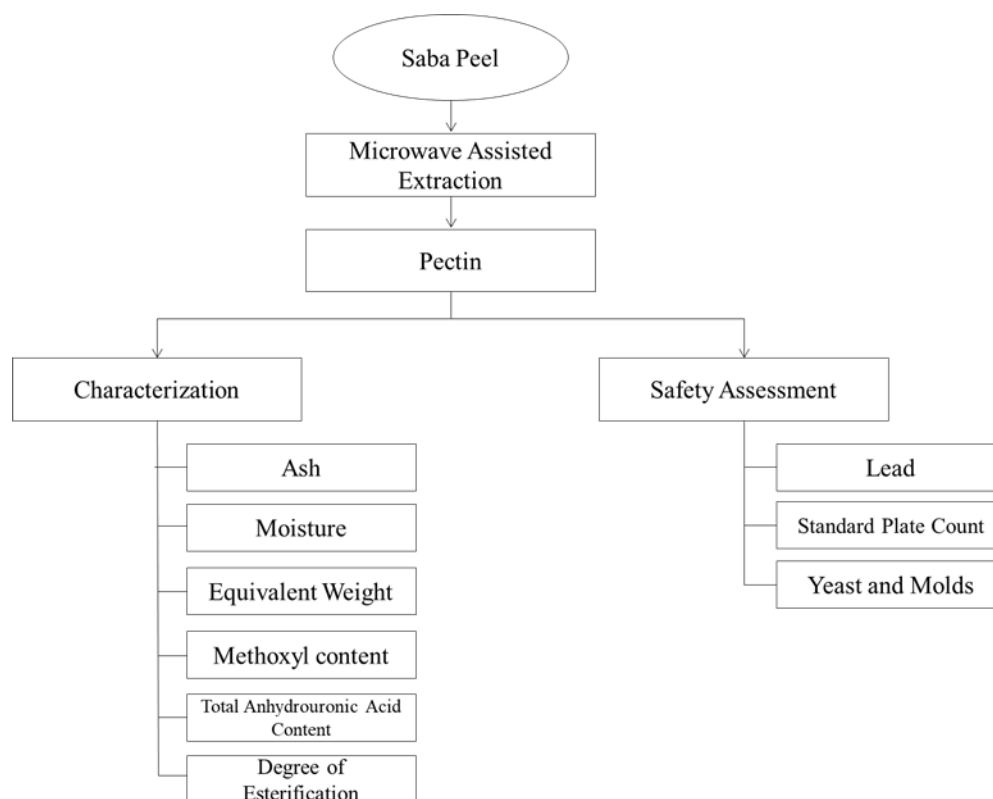 Saba Peel
Microwave Assisted
Extraction
Pectin
Characterization
Safety Assessment
Ash
Moisture
Equivalent Weight
Methoxyl content
Total Anhydrouronic Acid
Content
Degree of
Esterification
Lead
Standard Plate Count
Yeast and Molds